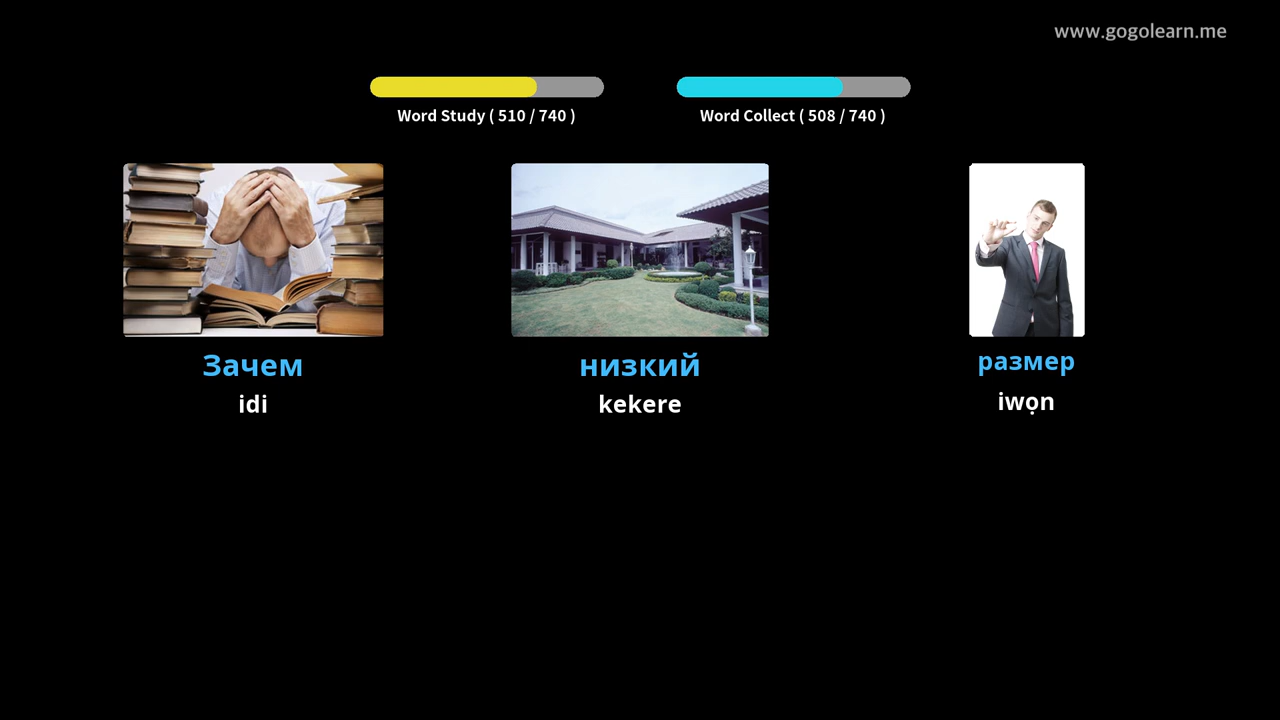 www.gogolearn.me
Word Study ( 510 / 740 )
Word Collect ( 508 / 740 )
Зачем
idi
низкий
kekere
размер
iwọn